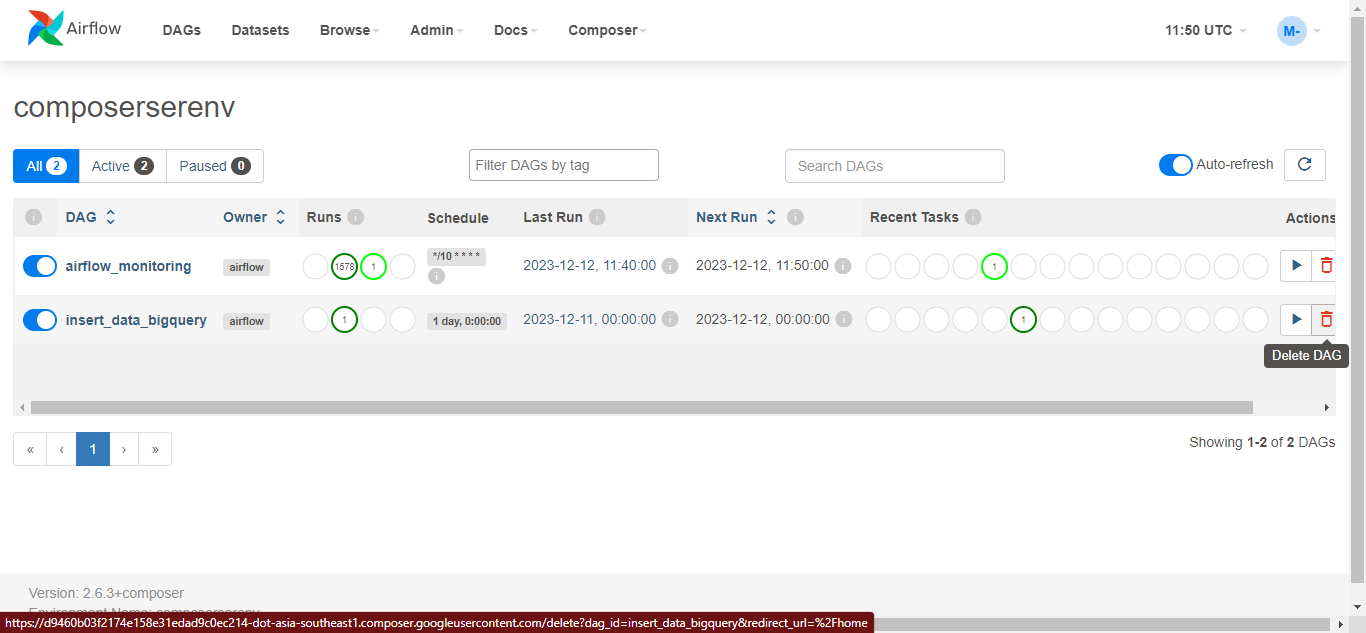 Airflow DAGs Datasets Browse Admin Docs Composer 11:50 UTC M-
composerserenv
All 2 Active 2 Paused 0 Filter DAGs by tag Search DAGs Auto-refresh
DAG Owner Runs Schedule Last Run Next Run Recent Tasks Actions
airflow_monitoring airflow 1578 1 */10 * * * * 2023-12-12, 11:40:00 2023-12-12, 11:50:00 1
insert_data_bigquery airflow 1 1 day, 0:00:00 2023-12-11, 00:00:00 2023-12-12, 00:00:00 1
Delete DAG
« ‹ 1 › » Showing 1-2 of 2 DAGs
Version: 2.6.3+composer
Environment Name: composerserenv
https://d9460b03f2174e158e31edad9c0ec214-dot-asia-southeast1.composer.googleusercontent.com/delete?dag_id=insert_data_bigquery&redirect_url=%2Fhome